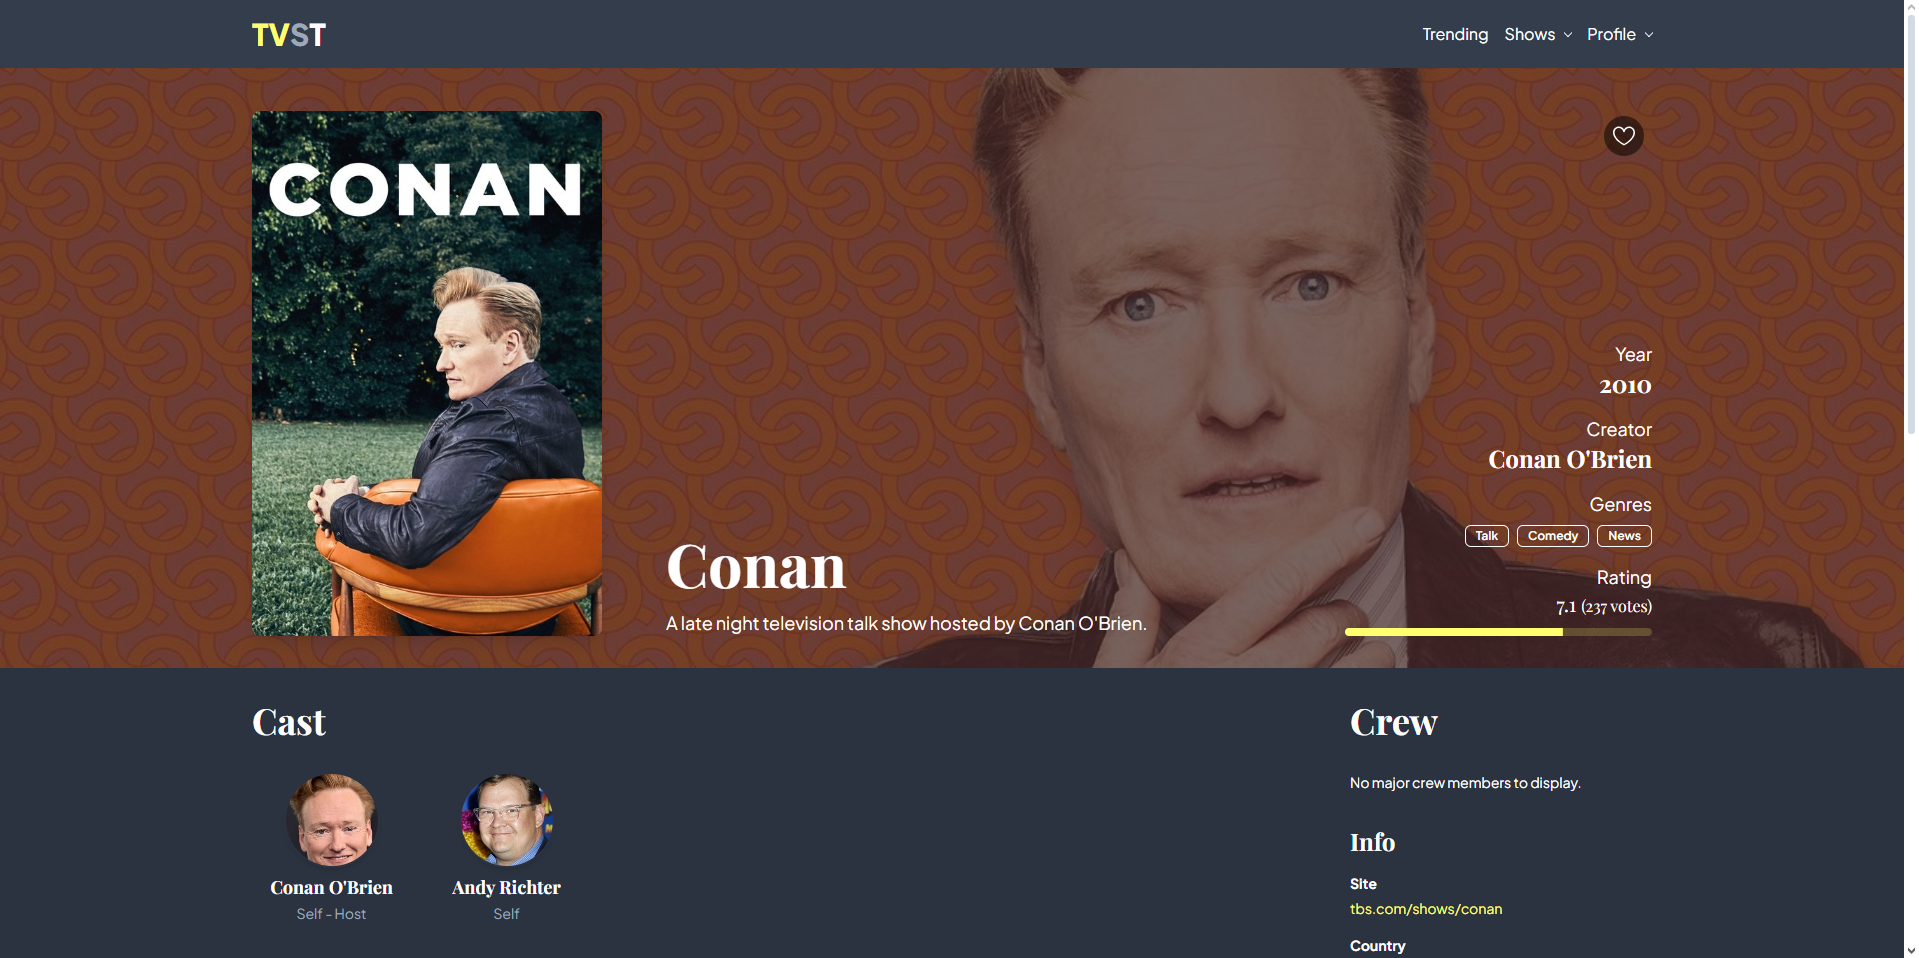 TVST
Trending Shows Profile
CONAN
Year
2010
Creator
Conan O'Brien
Genres
Talk Comedy News
Rating
7.1 (237 votes)
Conan
A late night television talk show hosted by Conan O'Brien.
Cast
Conan O'Brien
Self - Host
Andy Richter
Self
Crew
No major crew members to display.
Info
Site
tbs.com/shows/conan
Country